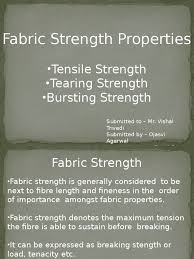 Fabric Strength Properties
•Tensile Strength
•Tearing Strength
•Bursting Strength
Submitted to – Mr. Vishal
Trivedi
Submitted by – Ojasvi
Agarwal
Fabric Strength
•Fabric strength is generally considered to be
next to fibre length and fineness in the order
of importance amongst fabric properties.
•Fabric strength denotes the maximum tension
the fibre is able to sustain before breaking.
•It can be expressed as breaking stength or
load, tenacity etc.